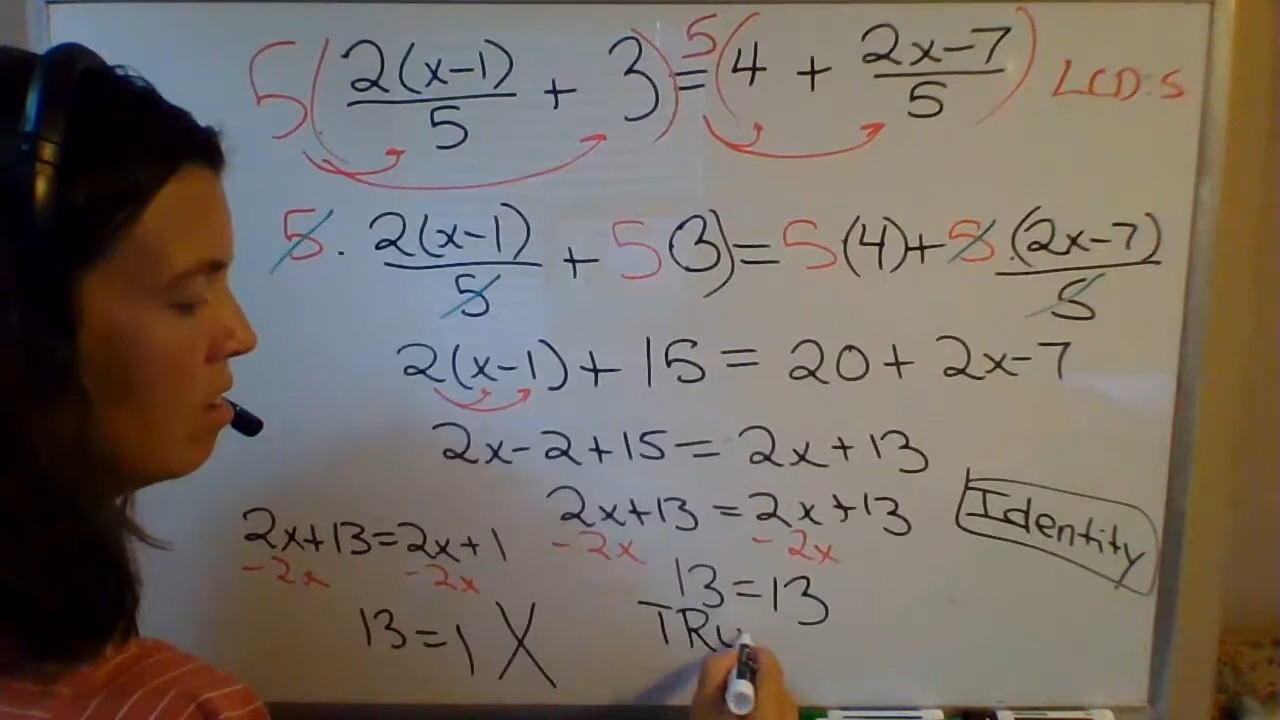 5(2(x-1)/5 + 3) = 5(4 + 2x-7/5) LCD:5
5 · 2(x-1)/5 + 5(3) = 5(4) + 5(2x-7)/5
2(x-1) + 15 = 20 + 2x-7
2x-2+15 = 2x+13
2x+13 = 2x+13
-2x -2x
13 = 13
TRU
Identity
2x+13=2x+1
-2x -2x
13=1 X